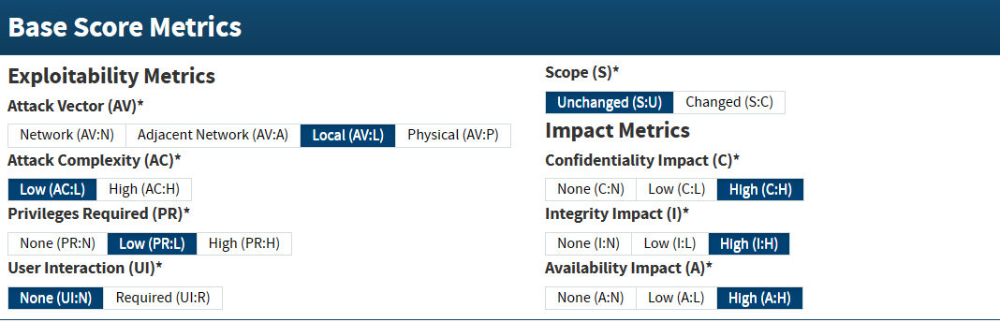 Base Score Metrics
Exploitability Metrics
Attack Vector (AV)*
Network (AV:N) Adjacent Network (AV:A) Local (AV:L) Physical (AV:P)
Attack Complexity (AC)*
Low (AC:L) High (AC:H)
Privileges Required (PR)*
None (PR:N) Low (PR:L) High (PR:H)
User Interaction (UI)*
None (UI:N) Required (UI:R)
Scope (S)*
Unchanged (S:U) Changed (S:C)
Impact Metrics
Confidentiality Impact (C)*
None (C:N) Low (C:L) High (C:H)
Integrity Impact (I)*
None (I:N) Low (I:L) High (I:H)
Availability Impact (A)*
None (A:N) Low (A:L) High (A:H)